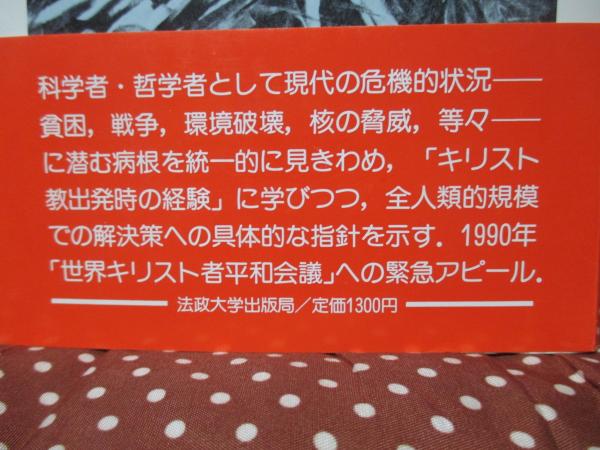 科学者・哲学者として現代の危機的状況──
貧困，戦争，環境破壊，核の脅威，等々──
に潜む病根を統一的に見きわめ，「キリスト
教出発時の経験」に学びつつ，全人類的規模
での解決策への具体的な指針を示す．1990年
「世界キリスト者平和会議」への緊急アピール．
法政大学出版局／定価1300円